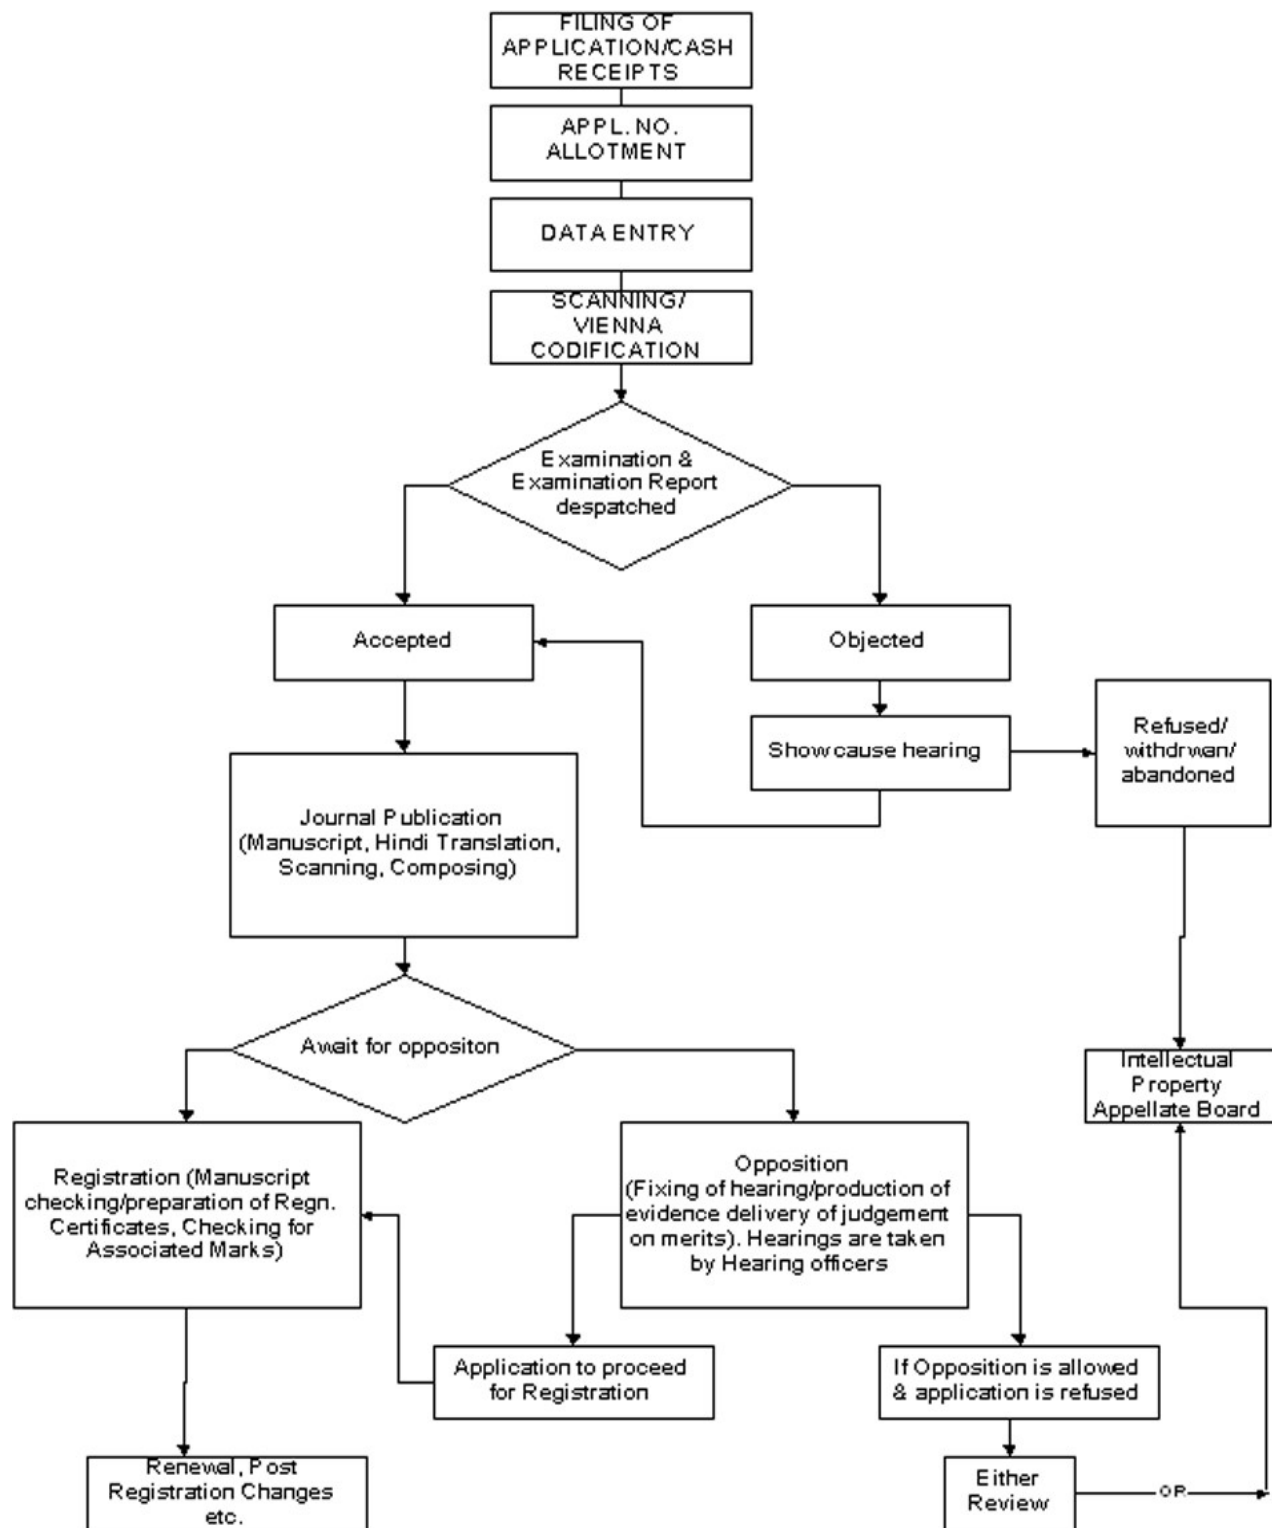 FILING OF
APPLICATION/CASH
RECEIPTS
APPL. NO.
ALLOTMENT
DATA ENTRY
SCANNING/
VIENNA
CODIFICATION
Examination &
Examination Report
despatched
Accepted
Objected
Show cause hearing
Refused/
withdrwan/
abandoned
Journal Publication
(Manuscript, Hindi Translation,
Scanning, Composing)
Await for oppositon
Intellectual
Property
Appellate Board
Registration (Manuscript
checking/preparation of Regn.
Certificates, Checking for
Associated Marks)
Opposition
(Fixing of hearing/production of
evidence delivery of judgement
on merits). Hearings are taken
by Hearing officers
Application to proceed
for Registration
If Opposition is allowed
& application is refused
Renewal, Post
Registration Changes
etc.
Either
Review
OR